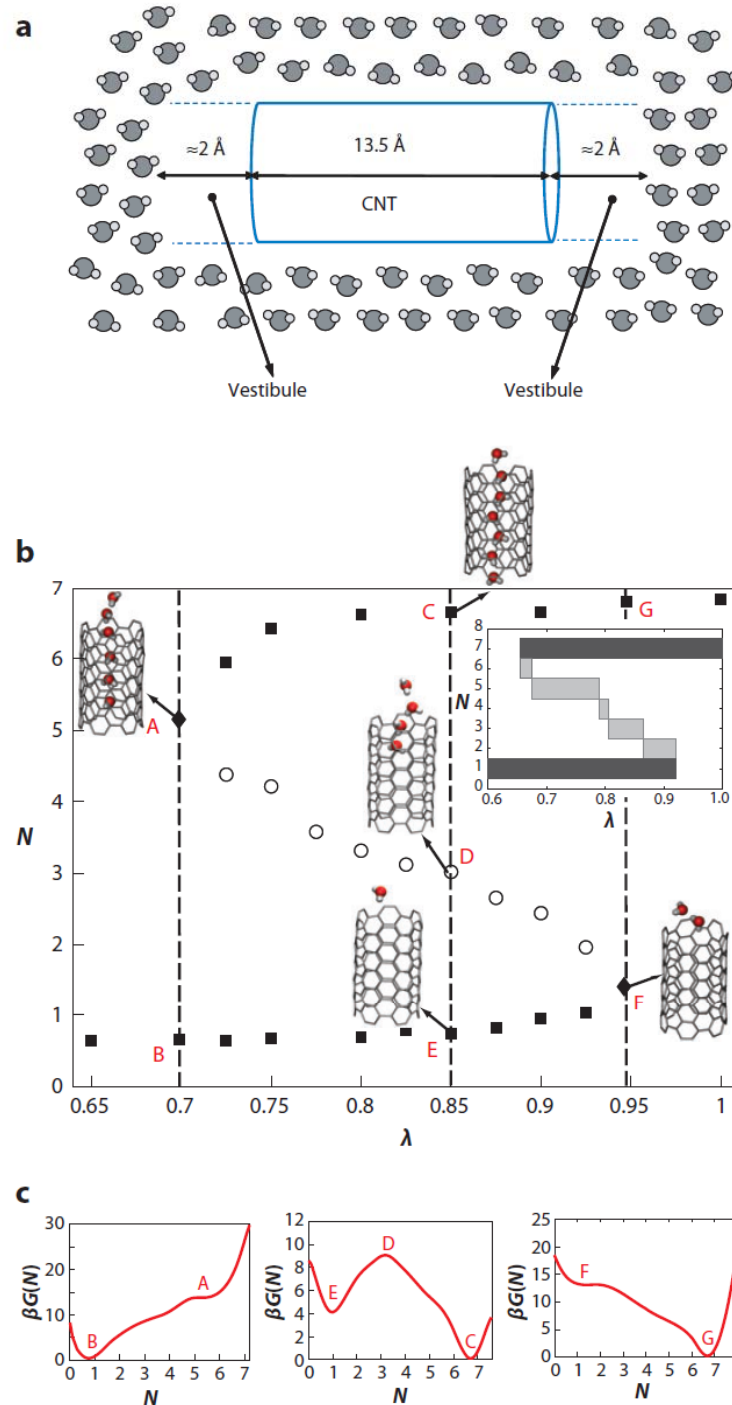 a
≈2 Å
13.5 Å
≈2 Å
CNT
Vestibule
Vestibule
b
7
6
5
4
3
2
1
0
N
A
B
C
D
E
F
G
8
7
6
5
4
3
2
1
0
N
0.6
0.7
0.8
0.9
1.0
λ
0.65
0.7
0.75
0.8
0.85
0.9
0.95
1
λ
c
30
20
10
0
βG(N)
A
B
0 1 2 3 4 5 6 7
N
12
10
8
6
4
2
0
βG(N)
D
E
C
0 1 2 3 4 5 6 7
N
25
20
15
10
5
0
βG(N)
F
G
0 1 2 3 4 5 6 7
N